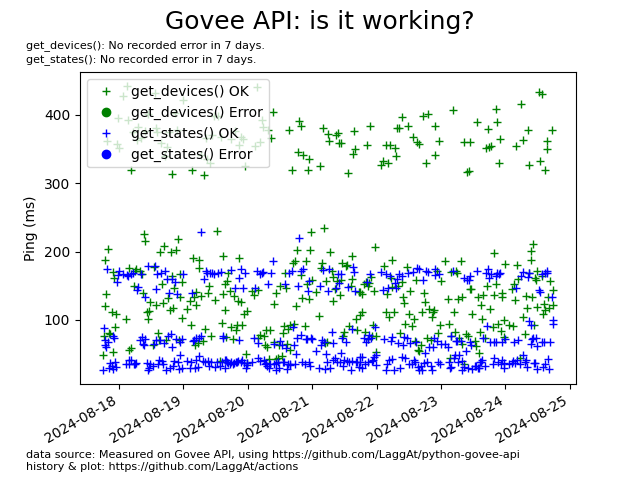 Govee API: is it working?
get_devices(): No recorded error in 7 days.
get_states(): No recorded error in 7 days.
get_devices() OK
get_devices() Error
get_states() OK
get_states() Error
400
300
200
100
Ping (ms)
2024-08-18
2024-08-19
2024-08-20
2024-08-21
2024-08-22
2024-08-23
2024-08-24
2024-08-25
data source: Measured on Govee API, using https://github.com/LaggAt/python-govee-api
history & plot: https://github.com/LaggAt/actions